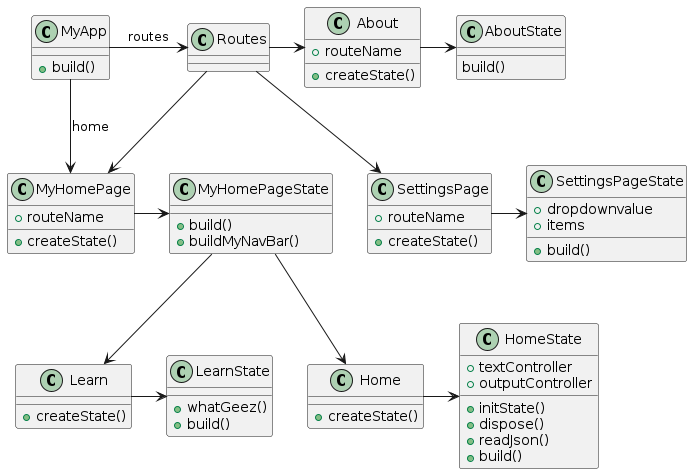 C MyApp
build()
routes
C Routes
C About
routeName
createState()
C AboutState
build()
home
C MyHomePage
routeName
createState()
C MyHomePageState
build()
buildMyNavBar()
C SettingsPage
routeName
createState()
C SettingsPageState
dropdownvalue
items
build()
C Learn
createState()
C LearnState
whatGeez()
build()
C Home
createState()
C HomeState
textController
outputController
initState()
dispose()
readJson()
build()